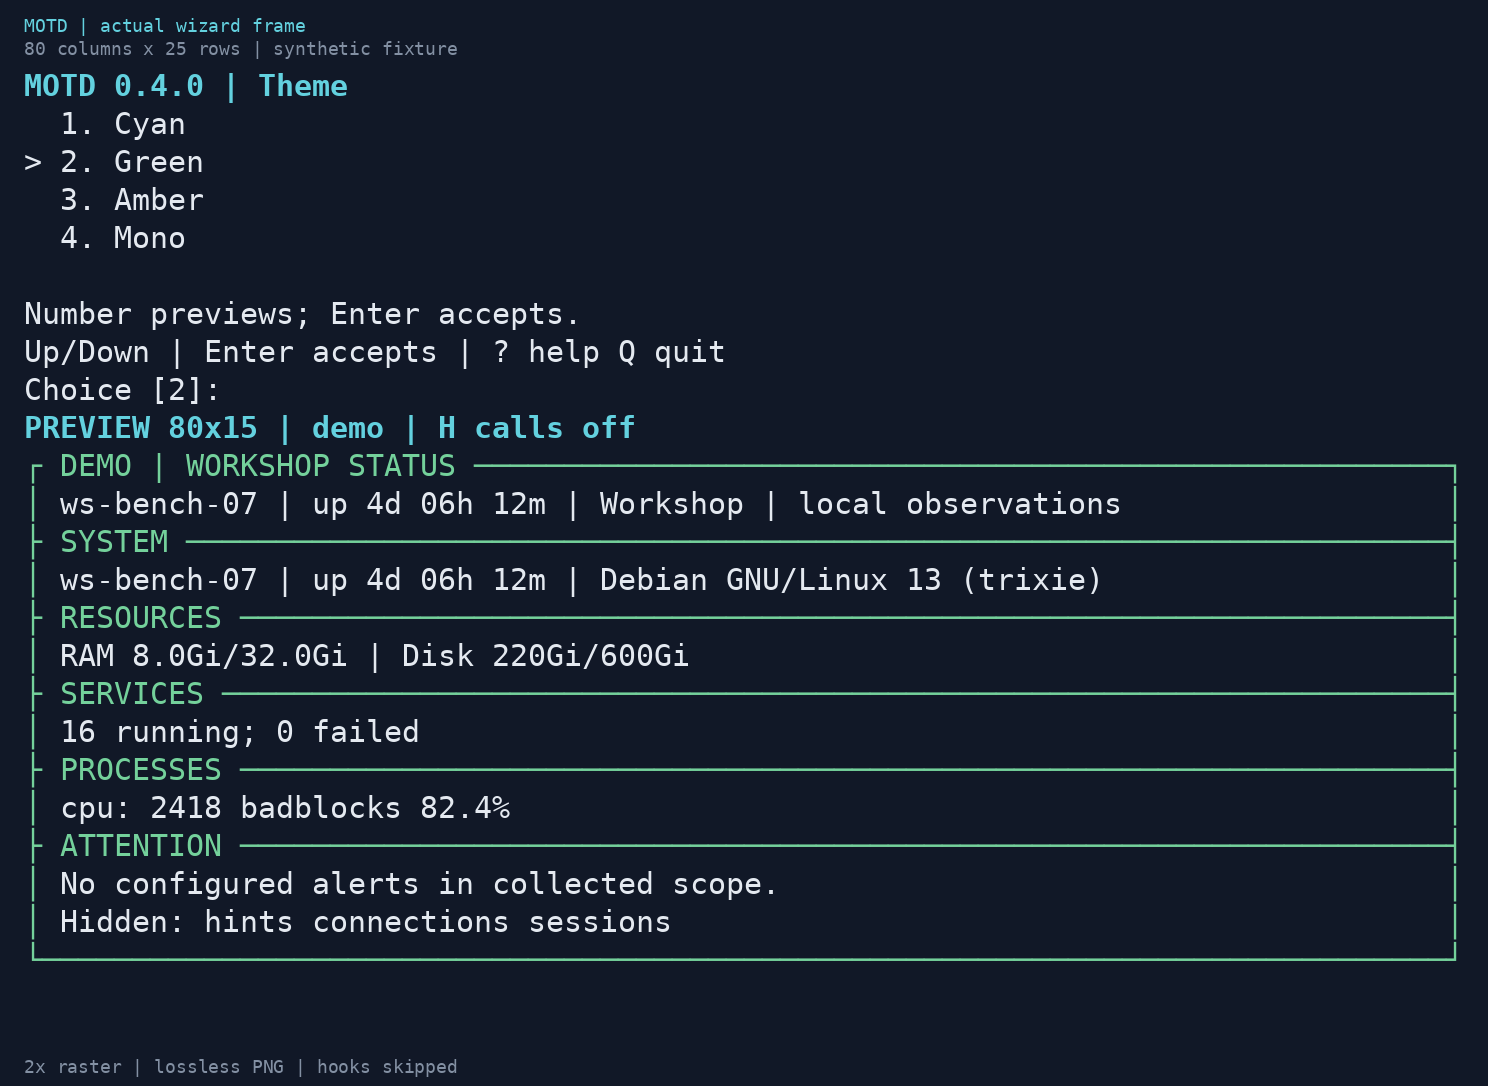 MOTD | actual wizard frame
80 columns x 25 rows | synthetic fixture
MOTD 0.4.0 | Theme
1. Cyan
> 2. Green
3. Amber
4. Mono
Number previews; Enter accepts.
Up/Down | Enter accepts | ? help Q quit
Choice [2]:
PREVIEW 80x15 | demo | H calls off
DEMO | WORKSHOP STATUS
ws-bench-07 | up 4d 06h 12m | Workshop | local observations
SYSTEM
ws-bench-07 | up 4d 06h 12m | Debian GNU/Linux 13 (trixie)
RESOURCES
RAM 8.0Gi/32.0Gi | Disk 220Gi/600Gi
SERVICES
16 running; 0 failed
PROCESSES
cpu: 2418 badblocks 82.4%
ATTENTION
No configured alerts in collected scope.
Hidden: hints connections sessions
2x raster | lossless PNG | hooks skipped